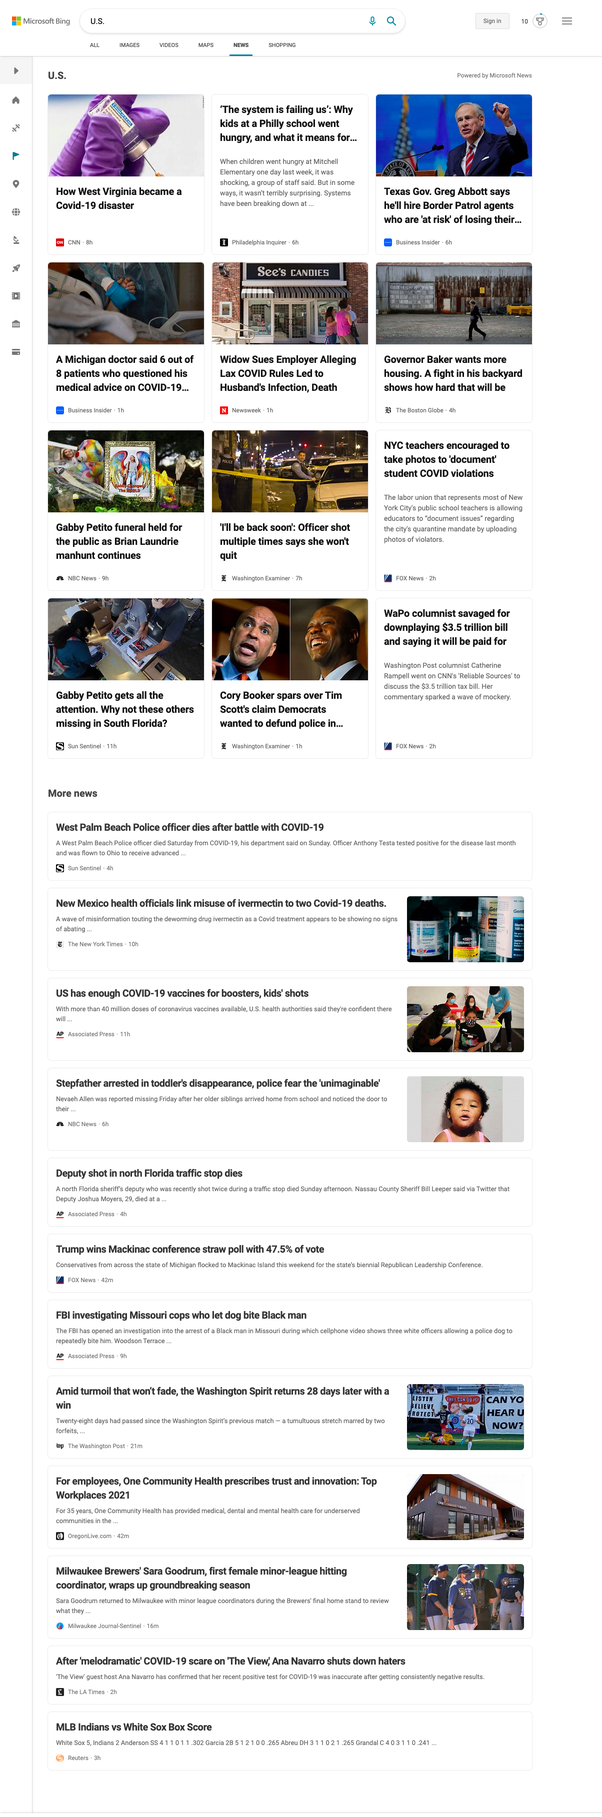 Microsoft Bing
U.S.
Sign in
10
ALL IMAGES VIDEOS MAPS NEWS SHOPPING
U.S.
Powered by Microsoft News
How West Virginia became a
Covid-19 disaster
CNN · 8h
'The system is failing us': Why
kids at a Philly school went
hungry, and what it means for...
When children went hungry at Mitchell
Elementary one day last week, it was
shocking, a group of staff said. But in some
ways, it wasn't terribly surprising. Systems
have been breaking down at ...
Philadelphia Inquirer · 6h
Texas Gov. Greg Abbott says
he'll hire Border Patrol agents
who are 'at risk' of losing their...
Business Insider · 6h
A Michigan doctor said 6 out of
8 patients who questioned his
medical advice on COVID-19...
Business Insider · 1h
See's CANDIES
Widow Sues Employer Alleging
Lax COVID Rules Led to
Husband's Infection, Death
Newsweek · 1h
Governor Baker wants more
housing. A fight in his backyard
shows how hard that will be
The Boston Globe · 4h
Gabby Petito funeral held for
the public as Brian Laundrie
manhunt continues
NBC News · 9h
'I'll be back soon': Officer shot
multiple times says she won't
quit
Washington Examiner · 7h
NYC teachers encouraged to
take photos to 'document'
student COVID violations
The labor union that represents most of New
York City's public school teachers is allowing
educators to "document issues" regarding
the city's quarantine mandate by uploading
photos of violators.
FOX News · 2h
Gabby Petito gets all the
attention. Why not these others
missing in South Florida?
Sun Sentinel · 11h
Cory Booker spars over Tim
Scott's claim Democrats
wanted to defund police in...
Washington Examiner · 1h
WaPo columnist savaged for
downplaying $3.5 trillion bill
and saying it will be paid for
Washington Post columnist Catherine
Rampell went on CNN's 'Reliable Sources' to
discuss the $3.5 trillion tax bill. Her
commentary sparked a wave of mockery.
FOX News · 2h
More news
West Palm Beach Police officer dies after battle with COVID-19
A West Palm Beach Police officer died Saturday from COVID-19, his department said on Sunday. Officer Anthony Testa tested positive for the disease last month
and was flown to Ohio to receive advanced ...
Sun Sentinel · 4h
New Mexico health officials link misuse of ivermectin to two Covid-19 deaths.
A wave of misinformation touting the deworming drug ivermectin as a Covid treatment appears to be showing no signs
of abating ...
The New York Times · 10h
US has enough COVID-19 vaccines for boosters, kids' shots
With more than 40 million doses of coronavirus vaccines available, U.S. health authorities said they're confident there
will ...
AP Associated Press · 11h
Stepfather arrested in toddler's disappearance, police fear the 'unimaginable'
Nevaeh Allen was reported missing Friday after her older siblings arrived home from school and noticed the door to
their ...
NBC News · 6h
Deputy shot in north Florida traffic stop dies
A north Florida sheriff's deputy who was recently shot twice during a traffic stop died Sunday afternoon. Nassau County Sheriff Bill Leeper said via Twitter that
Deputy Joshua Moyers, 29, died at a ...
AP Associated Press · 4h
Trump wins Mackinac conference straw poll with 47.5% of vote
Conservatives from across the state of Michigan flocked to Mackinac Island this weekend for the state's biennial Republican Leadership Conference.
FOX News · 42m
FBI investigating Missouri cops who let dog bite Black man
The FBI has opened an investigation into the arrest of a Black man in Missouri during which cellphone video shows three white officers allowing a police dog to
repeatedly bite him. Woodson Terrace ...
AP Associated Press · 9h
Amid turmoil that won't fade, the Washington Spirit returns 28 days later with a
win
Twenty-eight days had passed since the Washington Spirit's previous match — a tumultuous stretch marred by two
forfeits, ...
wp The Washington Post · 21m
LISTEN
BELIEVE
PROTECT
CAN YO
HEAR U
NOW?
For employees, One Community Health prescribes trust and innovation: Top
Workplaces 2021
For 35 years, One Community Health has provided medical, dental and mental health care for underserved
communities in the ...
OregonLive.com · 42m
Milwaukee Brewers' Sara Goodrum, first female minor-league hitting
coordinator, wraps up groundbreaking season
Sara Goodrum returned to Milwaukee with minor league coordinators during the Brewers' final home stand to review
what they ...
Milwaukee Journal-Sentinel · 16m
After 'melodramatic' COVID-19 scare on 'The View,' Ana Navarro shuts down haters
'The View' guest host Ana Navarro has confirmed that her recent positive test for COVID-19 was inaccurate after getting consistently negative results.
The LA Times · 2h
MLB Indians vs White Sox Box Score
White Sox 5, Indians 2 Anderson SS 4 1 1 0 1 1 .302 Garcia 2B 5 1 2 1 0 0 .265 Abreu DH 3 1 1 0 2 1 .265 Grandal C 4 0 3 1 1 0 .241 ...
Reuters · 3h